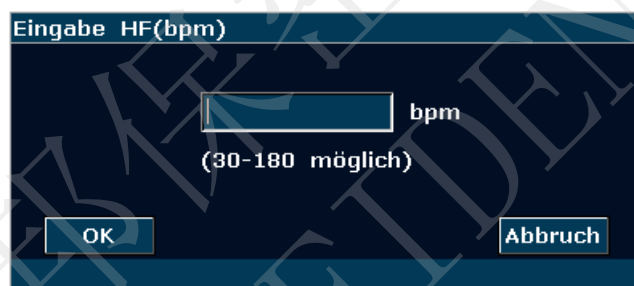 Eingabe HF(bpm)
bpm
(30-180 möglich)
OK
Abbruch